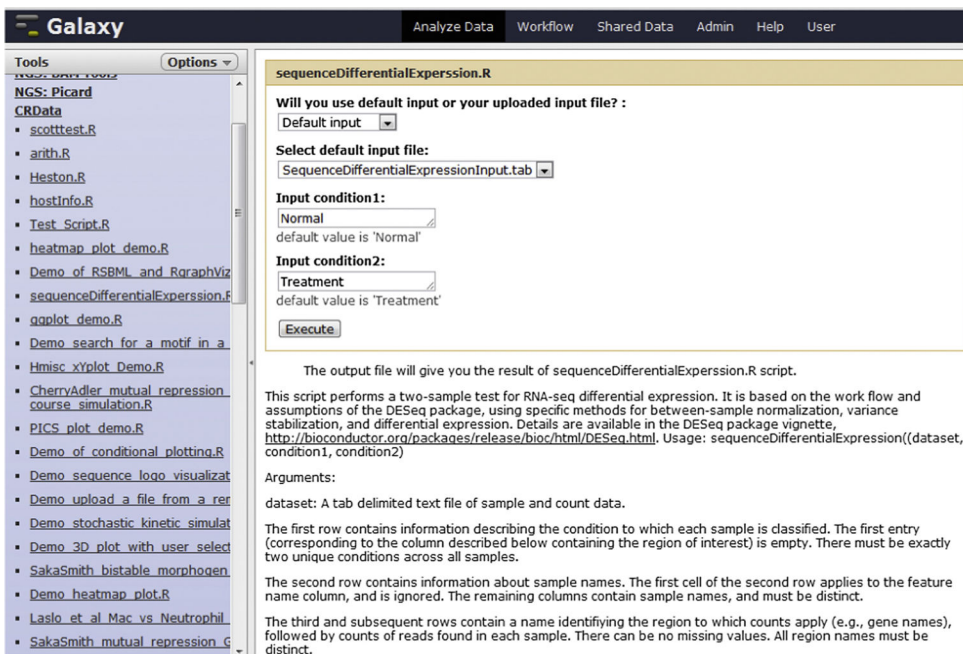 Galaxy
Analyze Data Workflow Shared Data Admin Help User
Tools Options
NGS: BAM Tools
NGS: Picard
CRData
scotttest.R
arith.R
Heston.R
hostInfo.R
Test_Script.R
heatmap_plot_demo.R
Demo_of_RSBML_and_RgraphViz
sequenceDifferentialExperssion.R
ggplot_demo.R
Demo_search_for_a_motif_in_a
Hmisc_xYplot_Demo.R
CherryAdler_mutual_repression
course_simulation.R
PICS_plot_demo.R
Demo_of_conditional_plotting.R
Demo_sequence_logo_visualizat
Demo_upload_a_file_from_a_rer
Demo_stochastic_kinetic_simulat
Demo_3D_plot_with_user_select
SakaSmith_bistable_morphogen
Demo_heatmap_plot.R
Laslo_et_al_Mac_vs_Neutrophil
SakaSmith_mutual_repression_G
sequenceDifferentialExperssion.R
Will you use default input or your uploaded input file? :
Default input
Select default input file:
SequenceDifferentialExpressionInput.tab
Input condition1:
Normal
default value is 'Normal'
Input condition2:
Treatment
default value is 'Treatment'
Execute
The output file will give you the result of sequenceDifferentialExperssion.R script.
This script performs a two-sample test for RNA-seq differential expression. It is based on the work flow and
assumptions of the DESeq package, using specific methods for between-sample normalization, variance
stabilization, and differential expression. Details are available in the DESeq package vignette,
http://bioconductor.org/packages/release/bioc/html/DESeq.html. Usage: sequenceDifferentialExpression((dataset,
condition1, condition2)
Arguments:
dataset: A tab delimited text file of sample and count data.
The first row contains information describing the condition to which each sample is classified. The first entry
(corresponding to the column described below containing the region of interest) is empty. There must be exactly
two unique conditions across all samples.
The second row contains information about sample names. The first cell of the second row applies to the feature
name column, and is ignored. The remaining columns contain sample names, and must be distinct.
The third and subsequent rows contain a name identifiying the region to which counts apply (e.g., gene names),
followed by counts of reads found in each sample. There can be no missing values. All region names must be
distinct.